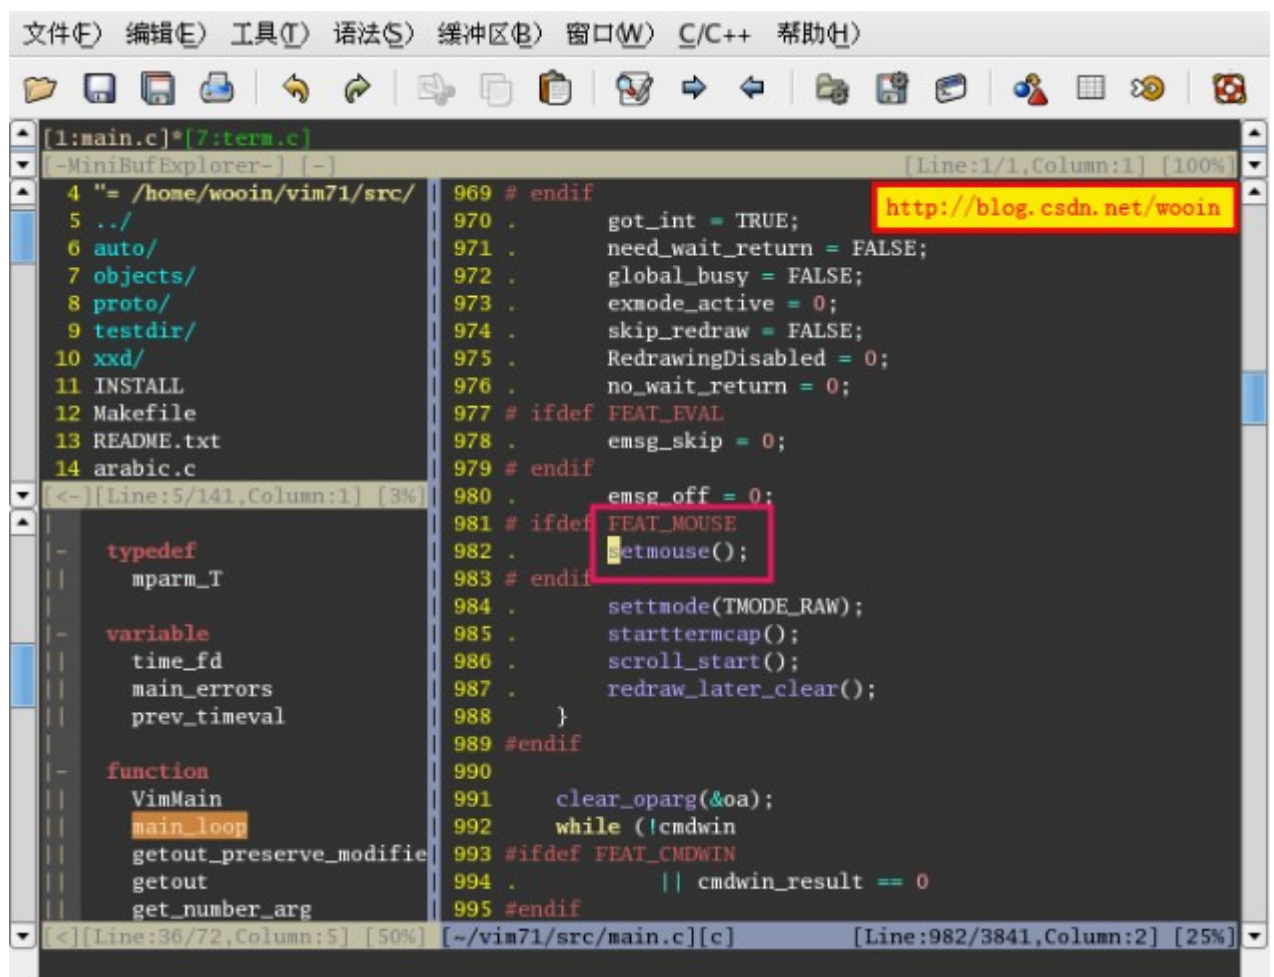 文件(F) 编辑(E) 工具(T) 语法(S) 缓冲区(B) 窗口(W) C/C++ 帮助(H)
[1:main.c]*[7:term.c]
[-MiniBufExplorer-] [-] [Line:1/1,Column:1] [100%]
4 "= /home/wooin/vim71/src/
5 ../
6 auto/
7 objects/
8 proto/
9 testdir/
10 xxd/
11 INSTALL
12 Makefile
13 README.txt
14 arabic.c
[<-][Line:5/141,Column:1] [3%]
|
|- typedef
|| mparm_T
|
|- variable
|| time_fd
|| main_errors
|| prev_timeval
|
|- function
|| VimMain
|| main_loop
|| getout_preserve_modifie
|| getout
|| get_number_arg
[<][Line:36/72,Column:5] [50%]
http://blog.csdn.net/wooin
969 # endif
970 . got_int = TRUE;
971 . need_wait_return = FALSE;
972 . global_busy = FALSE;
973 . exmode_active = 0;
974 . skip_redraw = FALSE;
975 . RedrawingDisabled = 0;
976 . no_wait_return = 0;
977 # ifdef FEAT_EVAL
978 . emsg_skip = 0;
979 # endif
980 . emsg_off = 0;
981 # ifdef FEAT_MOUSE
982 . setmouse();
983 # endif
984 . settmode(TMODE_RAW);
985 . starttermcap();
986 . scroll_start();
987 . redraw_later_clear();
988 }
989 #endif
990
991 clear_oparg(&oa);
992 while (!cmdwin
993 #ifdef FEAT_CMDWIN
994 . || cmdwin_result == 0
995 #endif
[~/vim71/src/main.c][c] [Line:982/3841,Column:2] [25%]